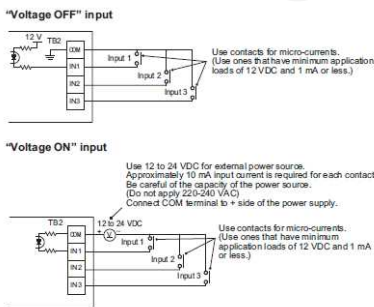 “Voltage OFF” input
12 V
TB2
COM
IN1
IN2
IN3
Input 1
Input 2
Input 3
Use contacts for micro-currents.
(Use ones that have minimum application
loads of 12 VDC and 1 mA or less.)
“Voltage ON” input
Use 12 to 24 VDC for external power source.
Approximately 10 mA input current is required for each contact.
Be careful of the capacity of the power source.
(Do not apply 220-240 VAC)
Connect COM terminal to + side of the power supply.
TB2
12 to 24 VDC
+
-
COM
IN1
IN2
IN3
Input 1
Input 2
Input 3
Use contacts for micro-currents.
(Use ones that have minimum
application loads of 12 VDC and 1 mA
or less.)